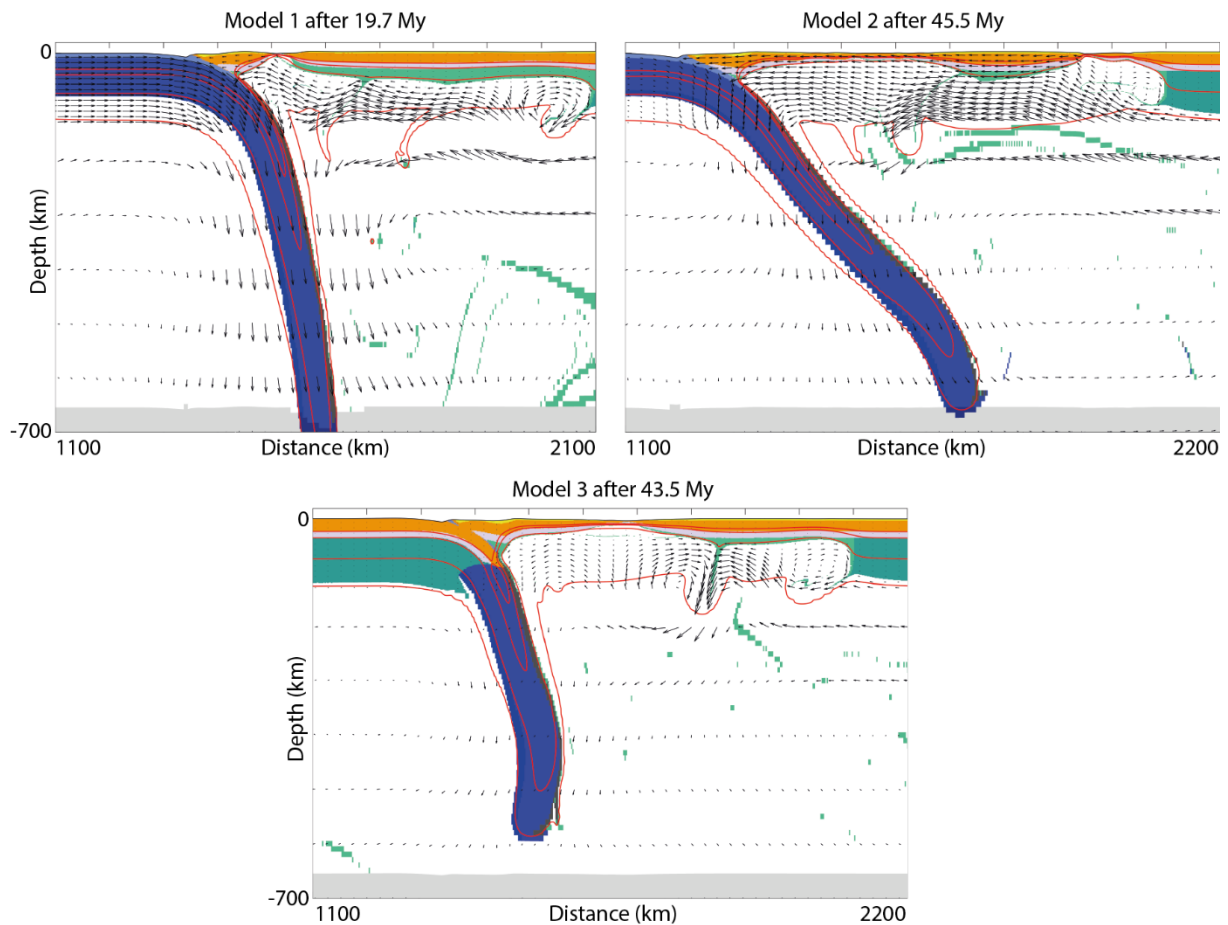 Model 1 after 19.7 My
Model 2 after 45.5 My
0
Depth (km)
-700
1100
Distance (km)
2100
1100
Distance (km)
2200
Model 3 after 43.5 My
0
Depth (km)
-700
1100
Distance (km)
2200